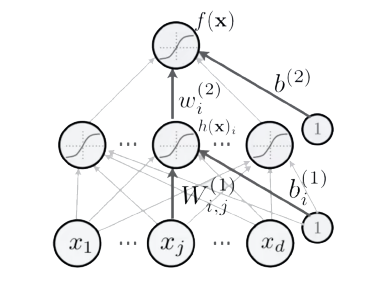 f(x)
w_i^{(2)} b^{(2)}
1
... h(x)_i ...
W_{i,j}^{(1)} b_i^{(1)}
1
x_1 ... x_j ... x_d